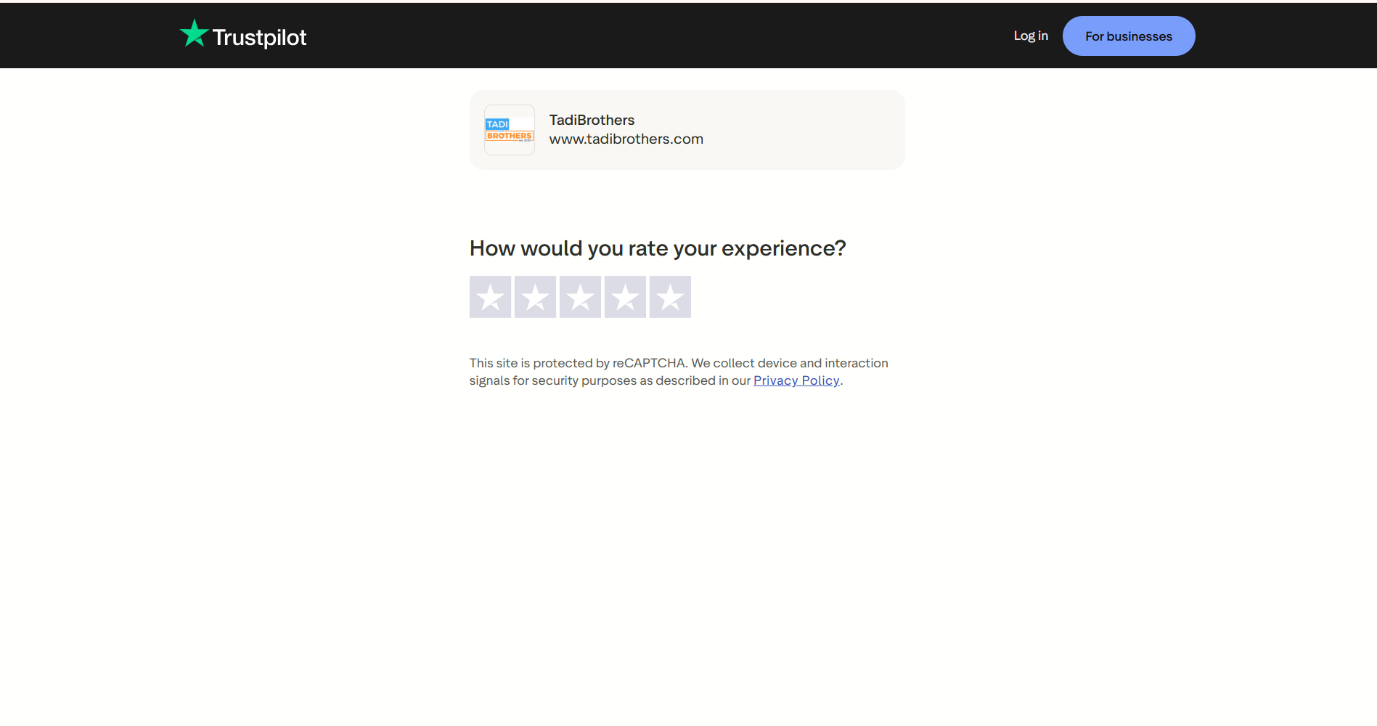 Trustpilot
Log in
For businesses
TADI
BROTHERS
TadiBrothers
www.tadibrothers.com
How would you rate your experience?
This site is protected by reCAPTCHA. We collect device and interaction
signals for security purposes as described in our Privacy Policy.